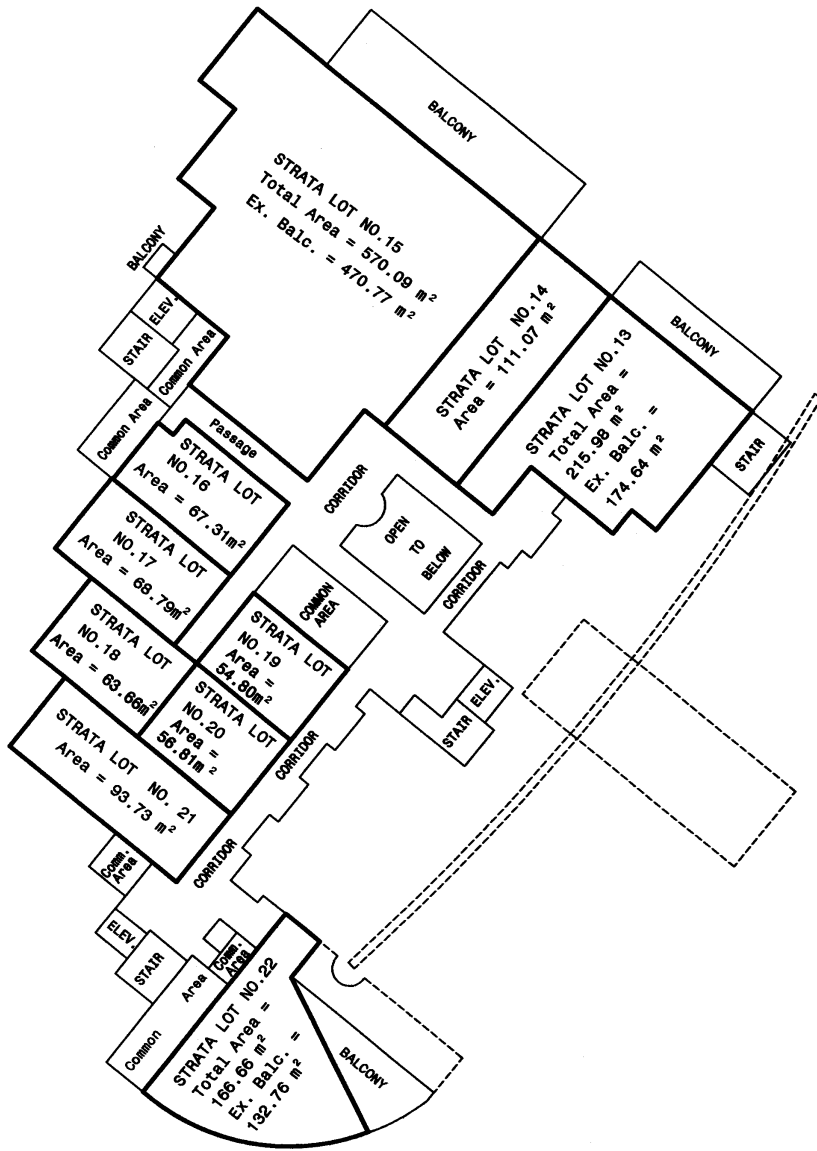 BALCONY
STRATA LOT NO.15
Total Area = 570.09 m²
Ex. Balc. = 470.77 m²
BALCONY
ELEV.
STAIR
Common Area
Common Area
STRATA LOT NO.14
Area = 111.07 m²
BALCONY
STRATA LOT NO.13
Total Area =
215.98 m²
Ex. Balc. =
174.64 m²
STAIR
Passage
STRATA LOT
NO.16
Area = 67.31m²
CORRIDOR
OPEN
TO
BELOW
CORRIDOR
STRATA LOT
NO.17
Area = 68.79m²
COMMON
AREA
STRATA LOT
NO.18
Area = 63.66m²
STRATA LOT
NO.19
Area =
54.80m²
STRATA LOT
NO.20
Area =
56.81m²
ELEV.
STAIR
CORRIDOR
STRATA LOT NO. 21
Area = 93.73 m²
Comm.
Area
CORRIDOR
ELEV.
STAIR
Comm.
Area
Common Area
STRATA LOT NO.22
Total Area =
166.66 m²
Ex. Balc. =
132.76 m²
BALCONY